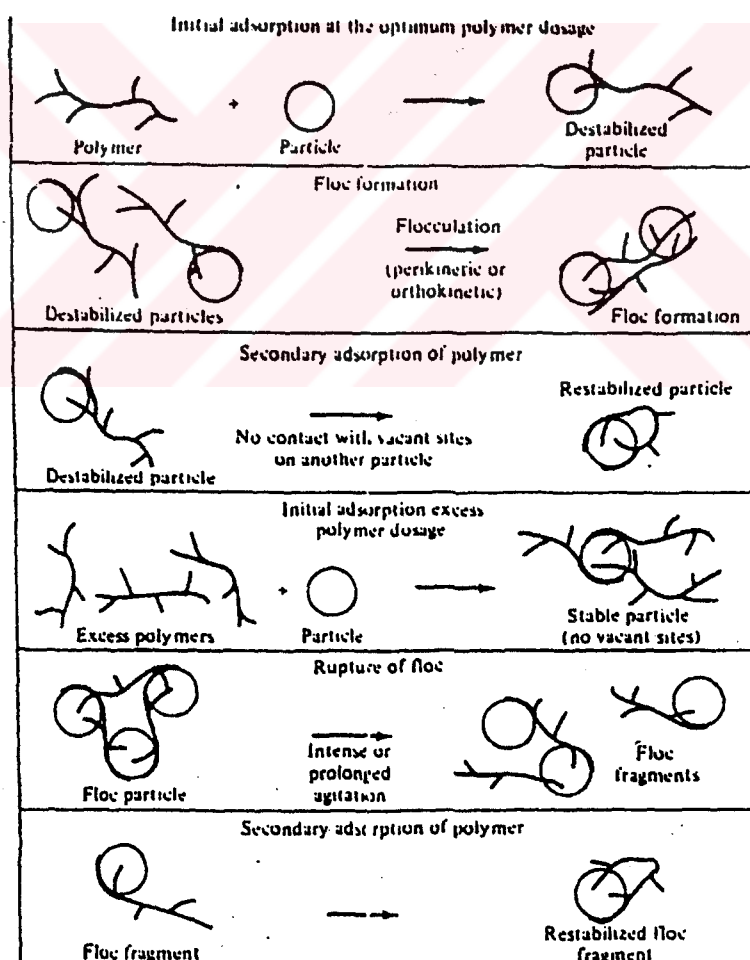 Initial adsorption at the optimum polymer dosage
Polymer
+
Particle
Destabilized
particle
Floc formation
Destabilized particles
Flocculation
(perikinetic or
orthokinetic)
Floc formation
Secondary adsorption of polymer
Destabilized particle
No contact with vacant sites
on another particle
Restabilized particle
Initial adsorption excess
polymer dosage
Excess polymers
+
Particle
Stable particle
(no vacant sites)
Rupture of floc
Floc particle
Intense or
prolonged
agitation
Floc
fragments
Secondary adsorption of polymer
Floc fragment
Restabilized floc
fragment